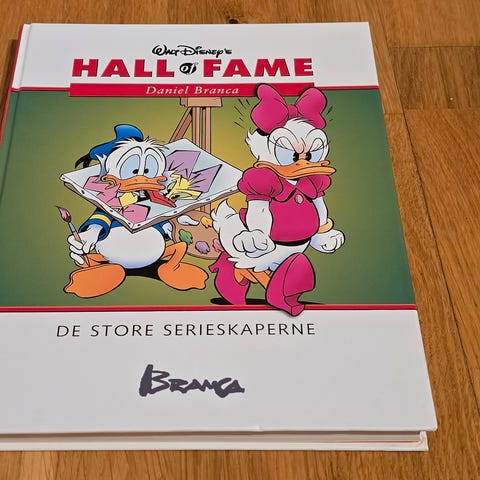 Walt Disney's
HALL of FAME
Daniel Branca
DE STORE SERIESKAPERNE
BRANCA